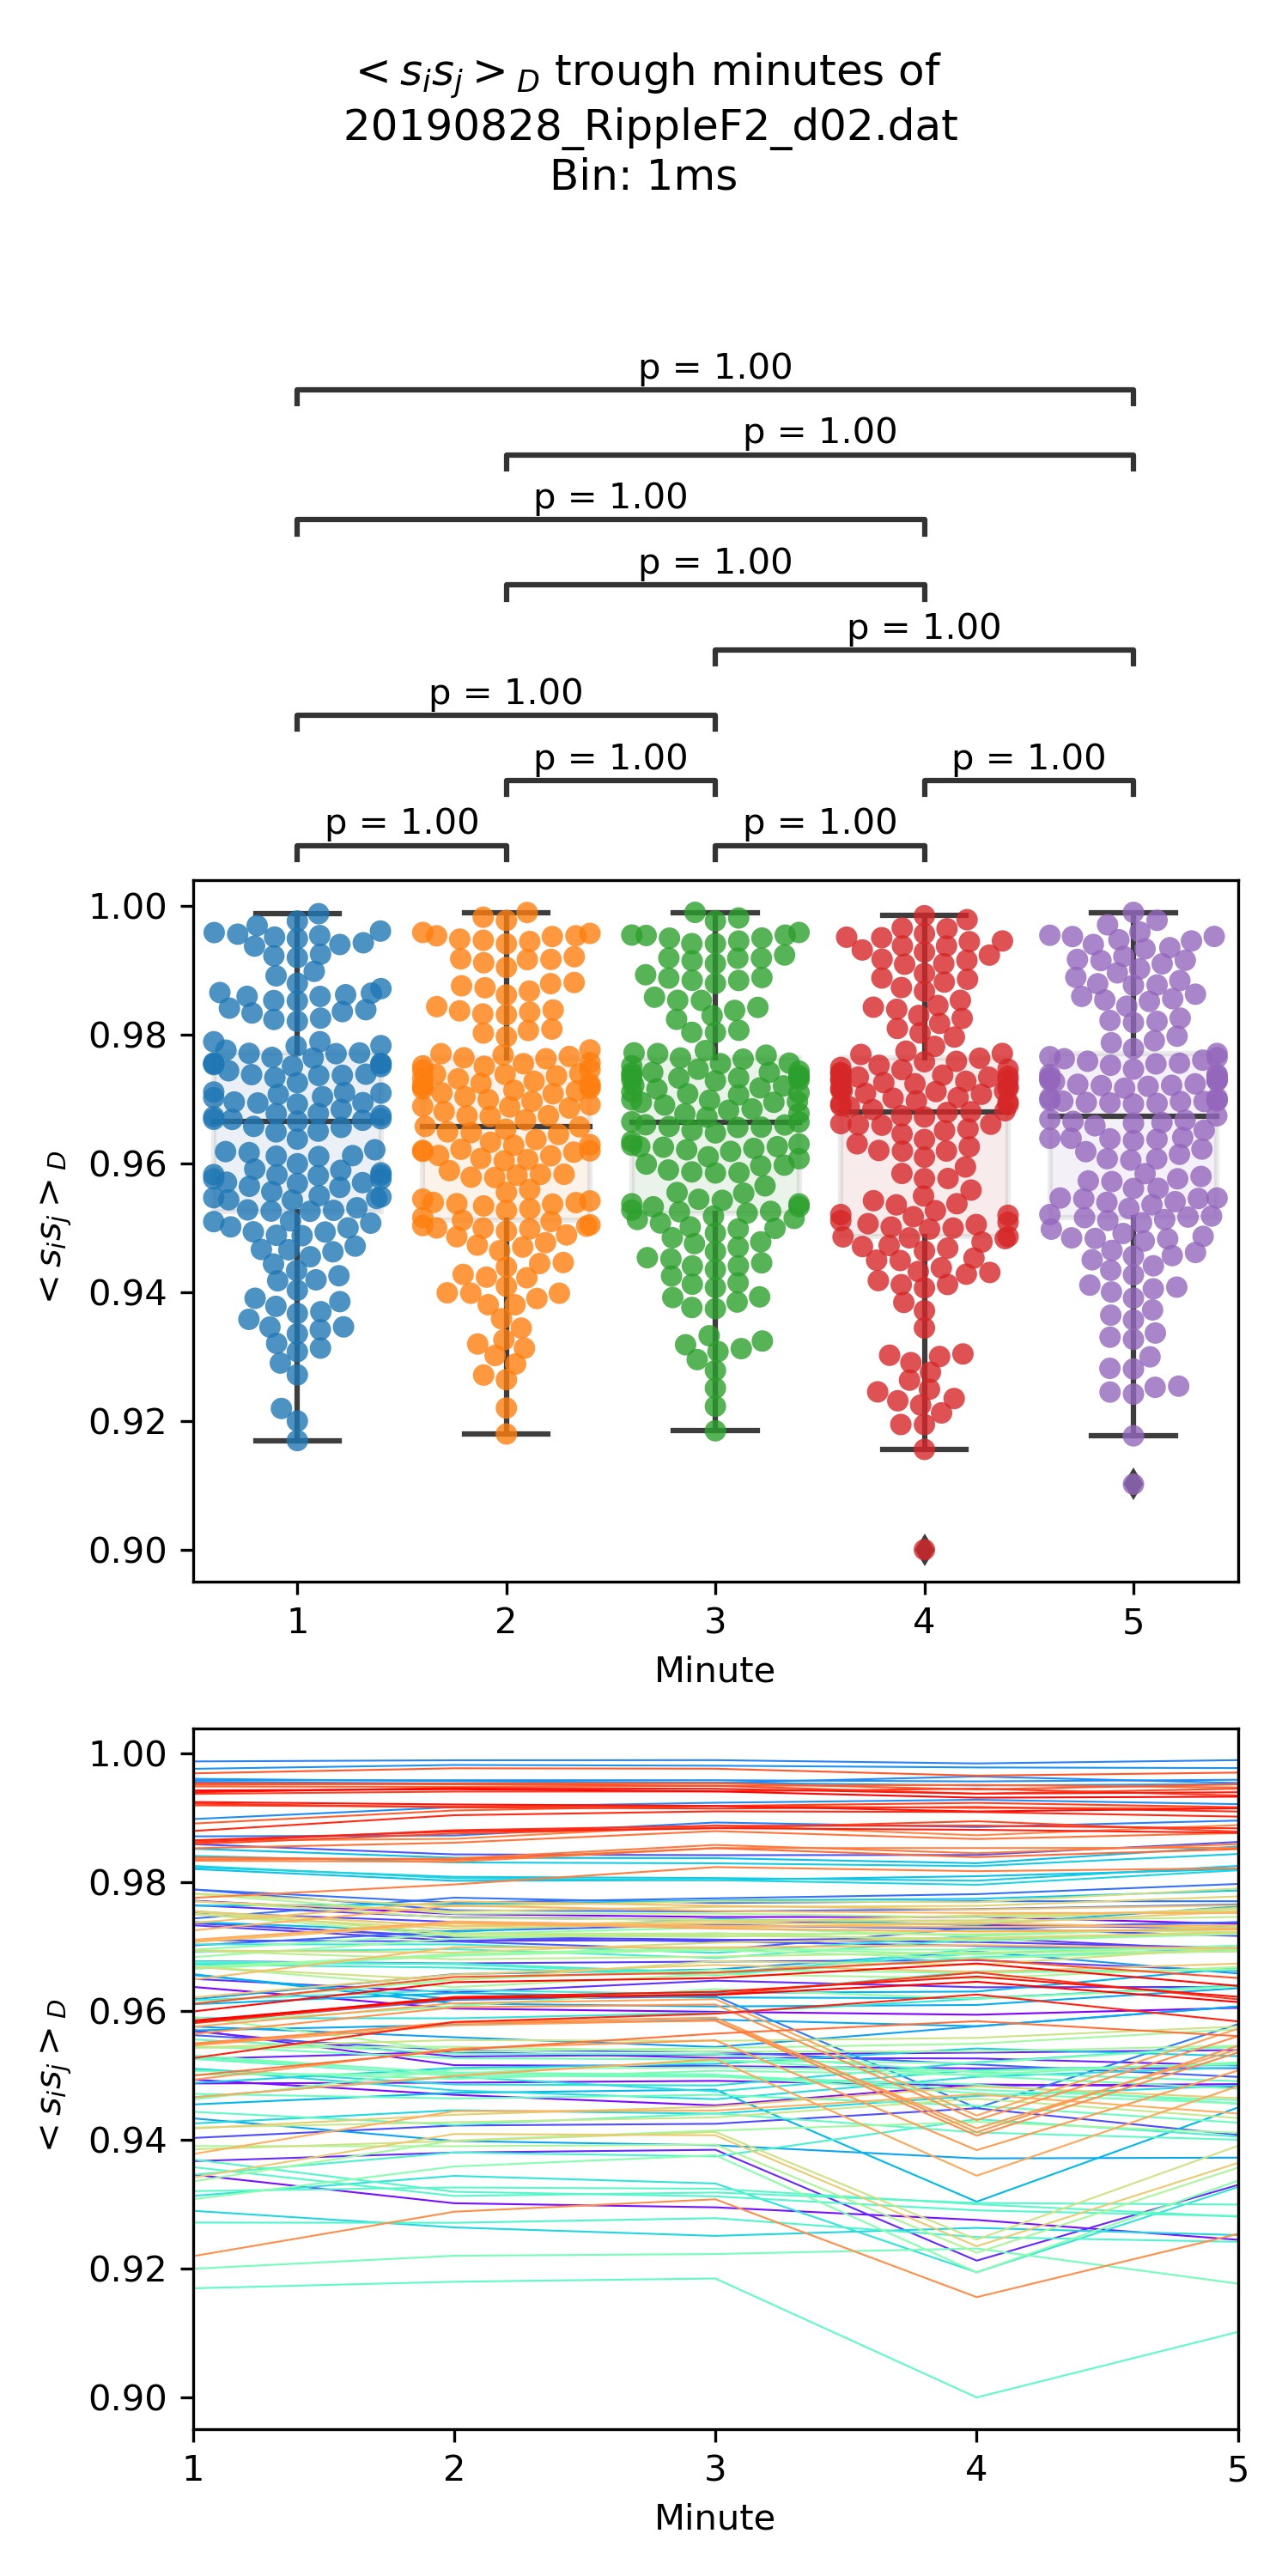 < s_i s_j >_D trough minutes of
20190828_RippleF2_d02.dat
Bin: 1ms
p = 1.00
p = 1.00
p = 1.00
p = 1.00
p = 1.00
p = 1.00
p = 1.00 p = 1.00
p = 1.00 p = 1.00
1.00
0.98
0.96
0.94
0.92
0.90
< s_i s_j >_D
1 2 3 4 5
Minute
1.00
0.98
0.96
0.94
0.92
0.90
< s_i s_j >_D
1 2 3 4 5
Minute